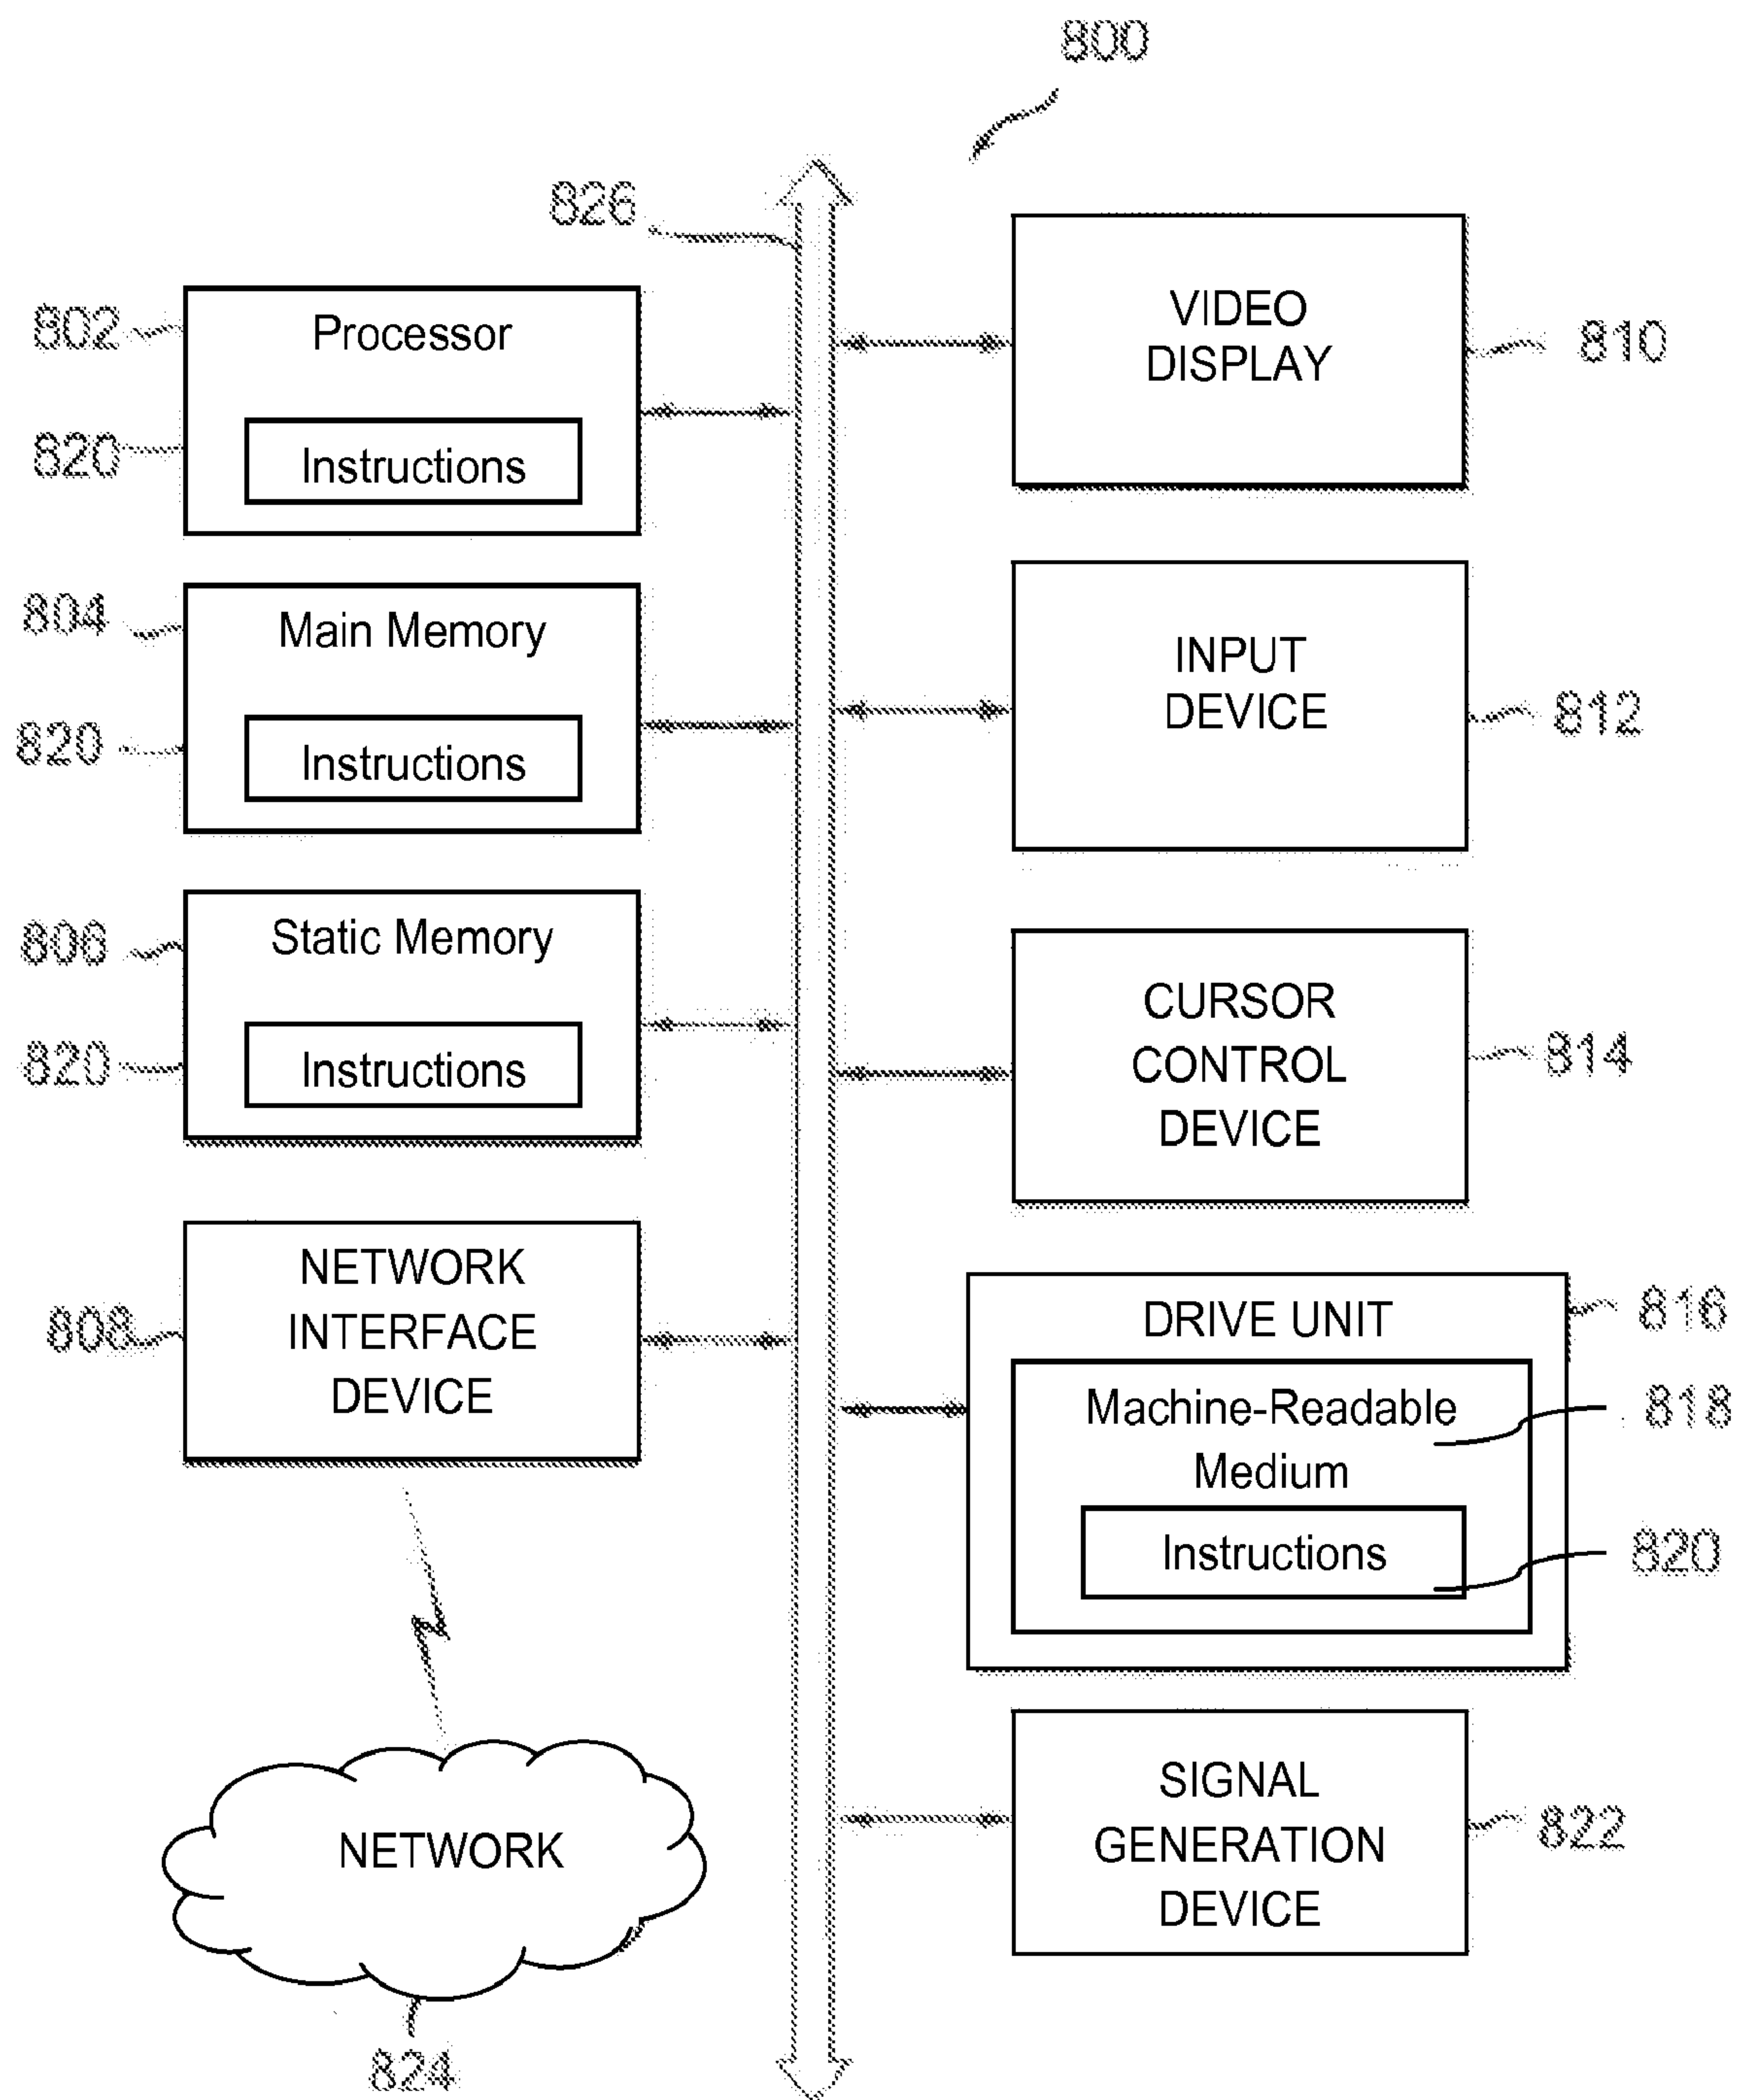 800
826
802
Processor
820
Instructions
804
Main Memory
820
Instructions
806
Static Memory
820
Instructions
808
NETWORK
INTERFACE
DEVICE
NETWORK
824
VIDEO
DISPLAY
810
INPUT
DEVICE
812
CURSOR
CONTROL
DEVICE
814
DRIVE UNIT
816
Machine-Readable
Medium
818
Instructions
820
SIGNAL
GENERATION
DEVICE
822